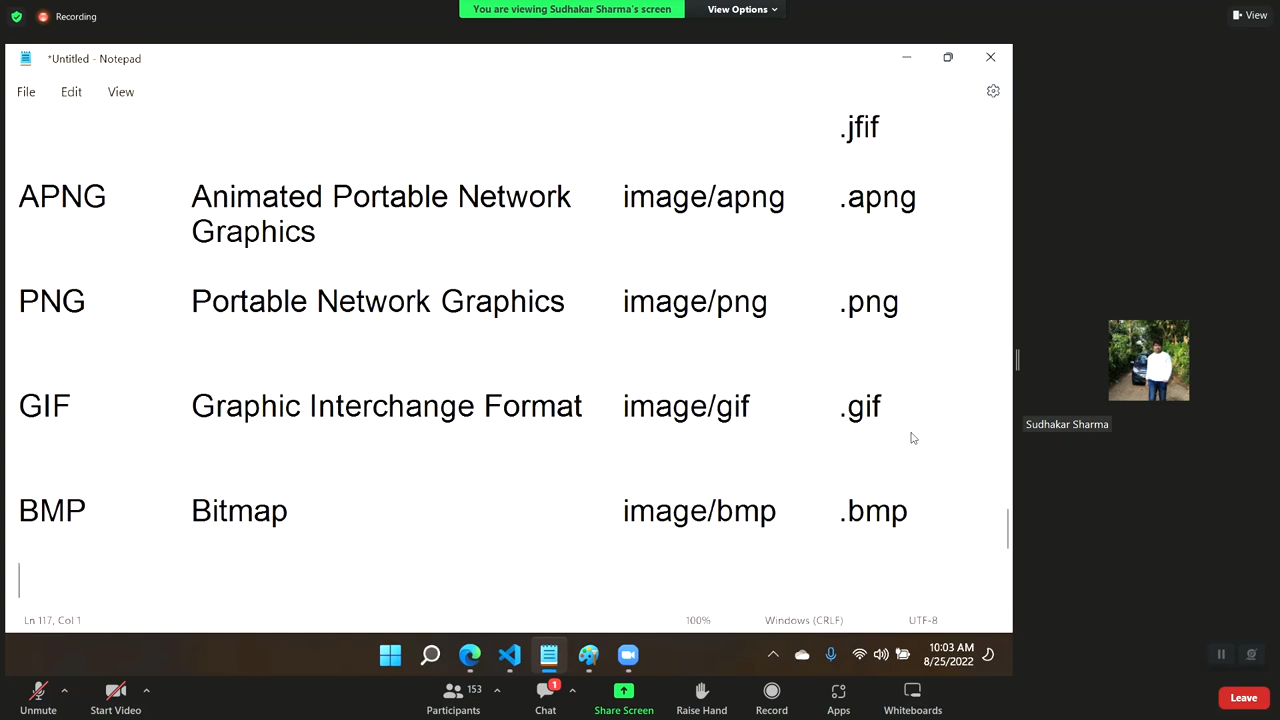 Recording
You are viewing Sudhakar Sharma's screen
View Options
View
*Untitled - Notepad
File Edit View
.jfif
APNG Animated Portable Network image/apng .apng
Graphics
PNG Portable Network Graphics image/png .png
GIF Graphic Interchange Format image/gif .gif
BMP Bitmap image/bmp .bmp
Sudhakar Sharma
Ln 117, Col 1 100% Windows (CRLF) UTF-8
10:03 AM
8/25/2022
Unmute Start Video Participants 153 Chat 1 Share Screen Raise Hand Record Apps Whiteboards Leave